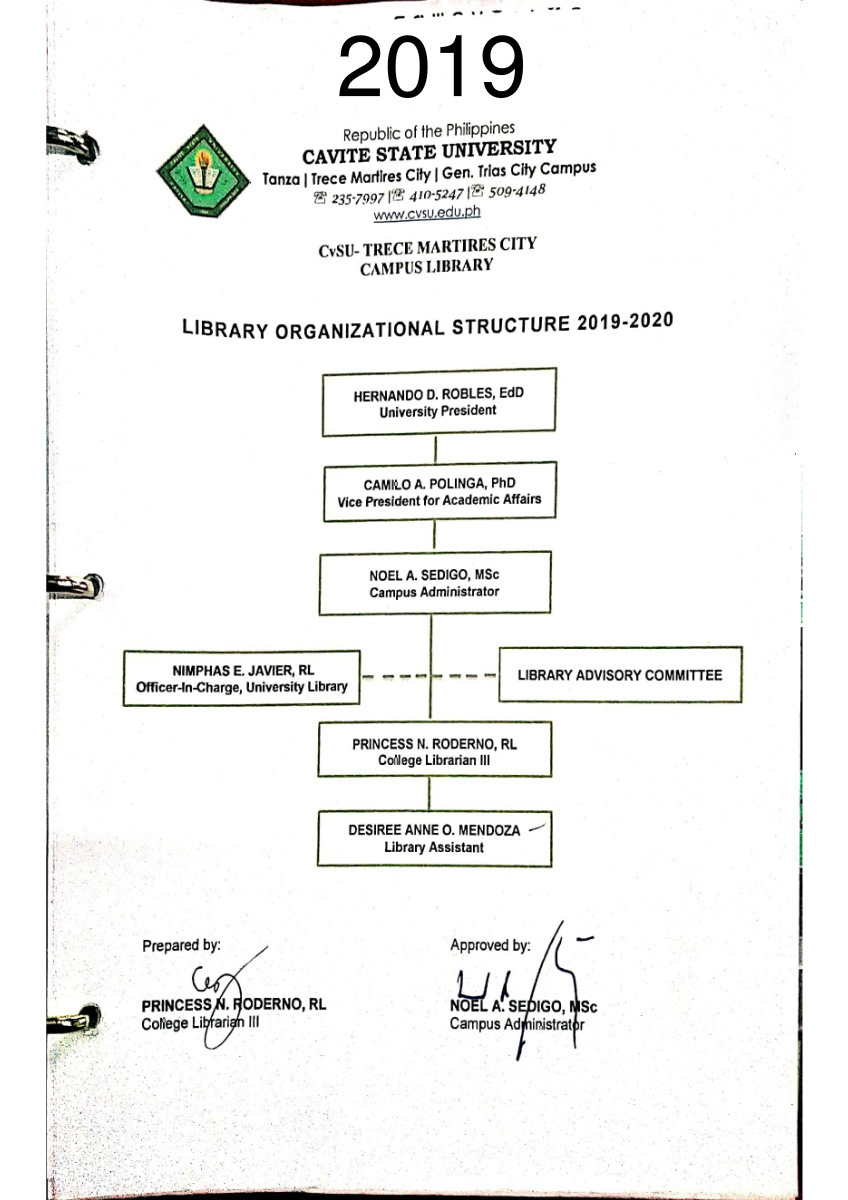 2019
Republic of the Philippines
CAVITE STATE UNIVERSITY
Tanza | Trece Martires City | Gen. Trias City Campus
☏ 235-7997 |☏ 410-5247 |☏ 509-4148
www.cvsu.edu.ph
CvSU- TRECE MARTIRES CITY
CAMPUS LIBRARY
LIBRARY ORGANIZATIONAL STRUCTURE 2019-2020
HERNANDO D. ROBLES, EdD
University President
CAMILO A. POLINGA, PhD
Vice President for Academic Affairs
NOEL A. SEDIGO, MSc
Campus Administrator
NIMPHAS E. JAVIER, RL
Officer-In-Charge, University Library
LIBRARY ADVISORY COMMITTEE
PRINCESS N. RODERNO, RL
College Librarian III
DESIREE ANNE O. MENDOZA
Library Assistant
Prepared by:
PRINCESS N. RODERNO, RL
College Librarian III
Approved by:
NOEL A. SEDIGO, MSc
Campus Administrator